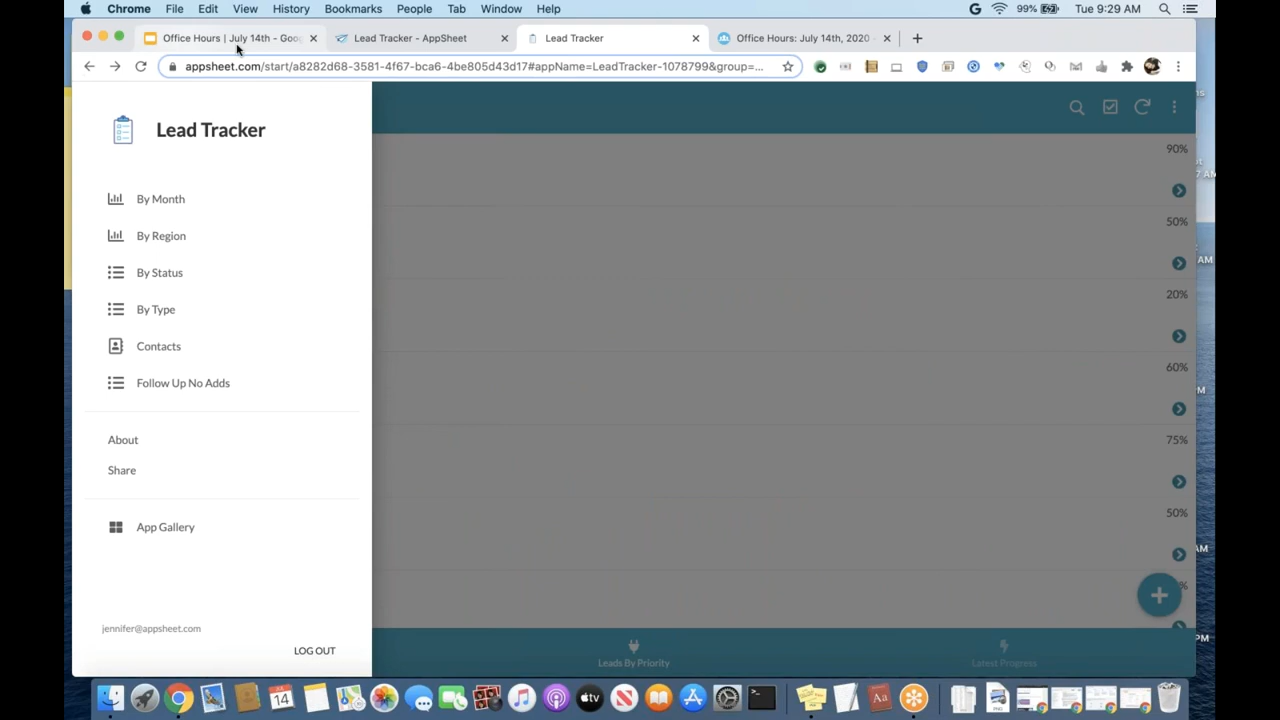 Chrome File Edit View History Bookmarks People Tab Window Help
99% Tue 9:29 AM
Office Hours | July 14th - Goo
Lead Tracker - AppSheet
Lead Tracker
Office Hours: July 14th, 2020 -
appsheet.com/start/a8282d68-3581-4f67-bca6-4be805d43d17#appName=LeadTracker-1078799&group=...
Lead Tracker
By Month
By Region
By Status
By Type
Contacts
Follow Up No Adds
About
Share
App Gallery
jennifer@appsheet.com
LOG OUT
90%
50%
20%
60%
75%
50%
Leads By Priority
Latest Progress
AM
AM
PM